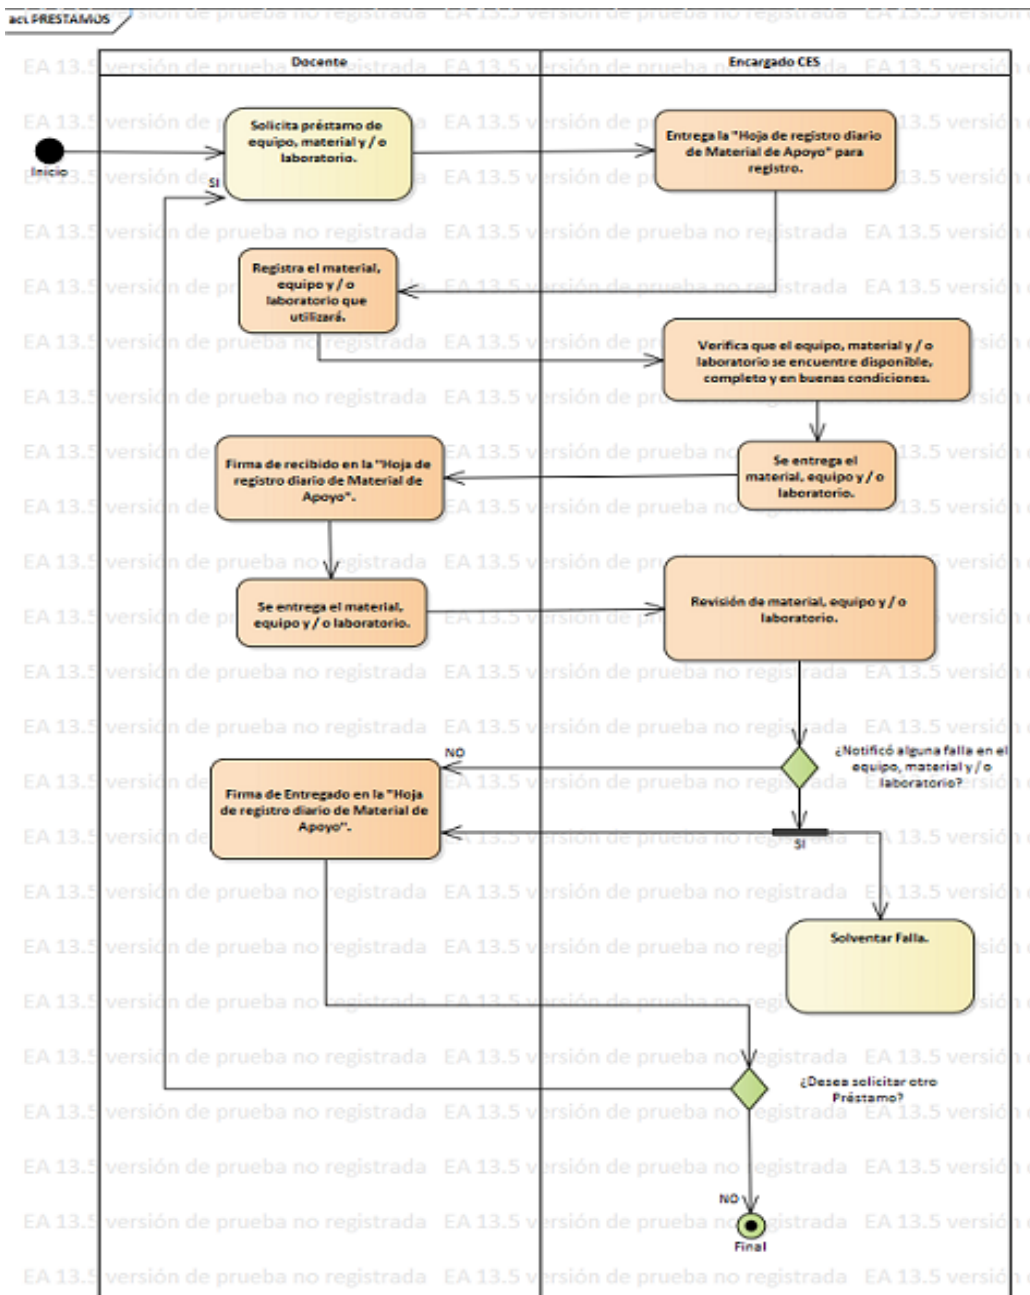 act PRESTAMOS
Docente
Encargado CES
Inicio
Solicita préstamo de
equipo, material y / o
laboratorio.
Entrega la "Hoja de registro diario
de Material de Apoyo" para
registro.
SI
Registra el material,
equipo y / o
laboratorio que
utilizará.
Verifica que el equipo, material y / o
laboratorio se encuentre disponible,
completo y en buenas condiciones.
Se entrega el
material, equipo y / o
laboratorio.
Firma de recibido en la "Hoja de
registro diario de Material de
Apoyo".
Se entrega el material,
equipo y / o laboratorio.
Revisión de material, equipo y / o
laboratorio.
¿Notificó alguna falla en el
equipo, material y / o
laboratorio?
NO
Firma de Entregado en la "Hoja
de registro diario de Material de
Apoyo".
SI
Solventar Falla.
¿Desea solicitar otro
Préstamo?
NO
Final
EA 13.5 versión de prueba no registrada